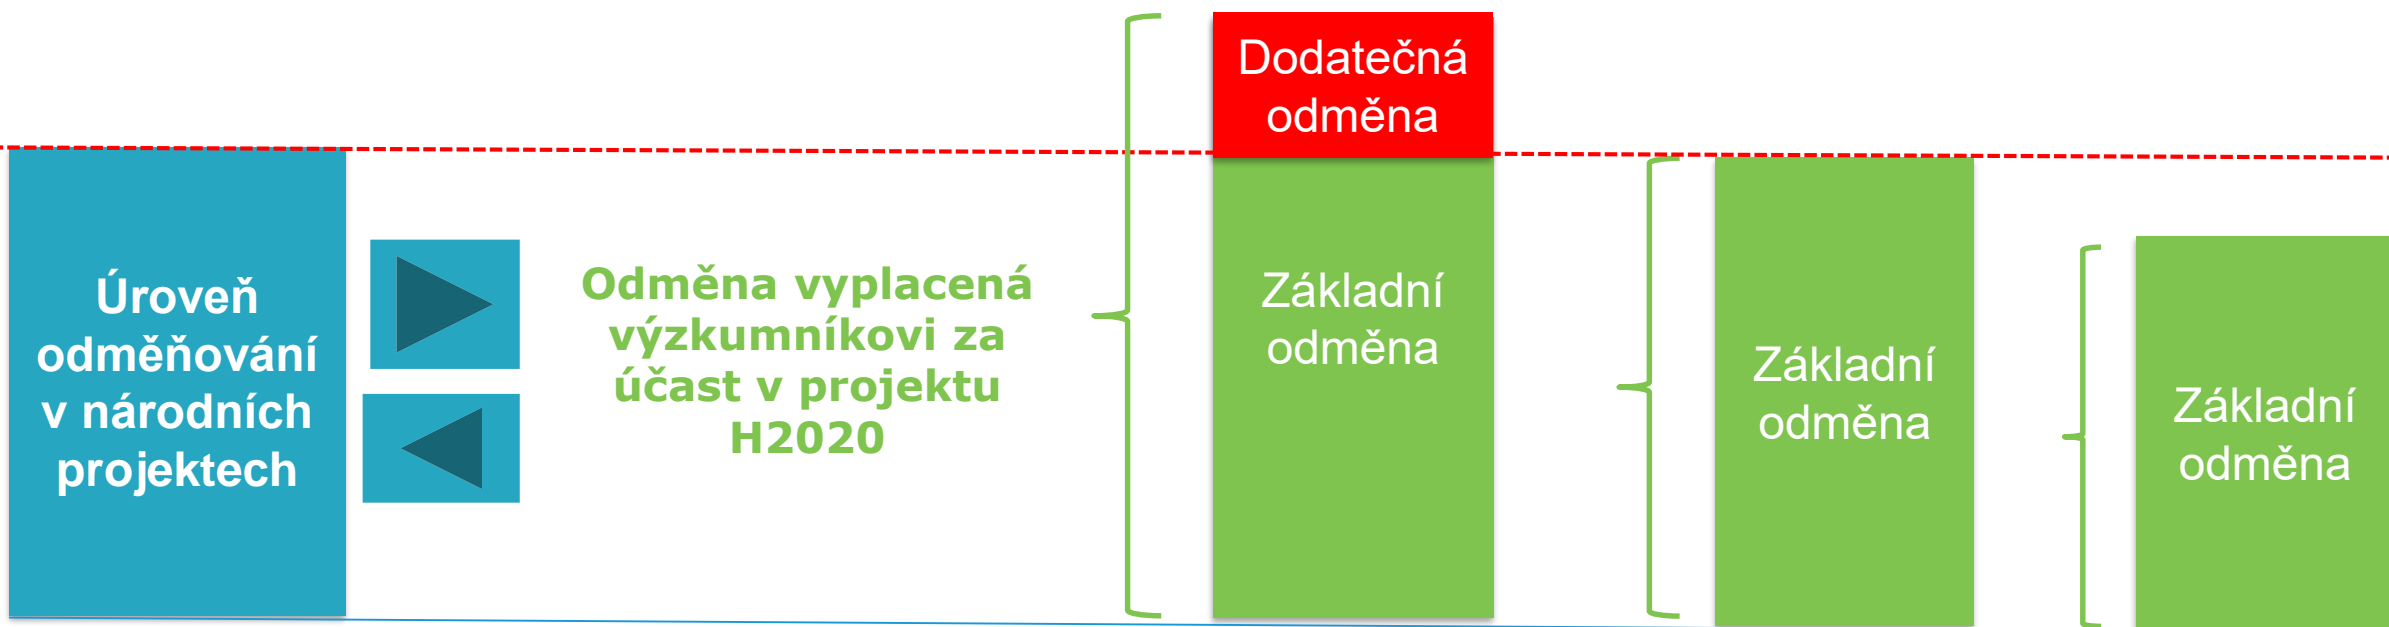 Úroveň
odměňování
v národních
projektech
Odměna vyplacená
výzkumníkovi za
účast v projektu
H2020
Dodatečná
odměna
Základní
odměna
Základní
odměna
Základní
odměna